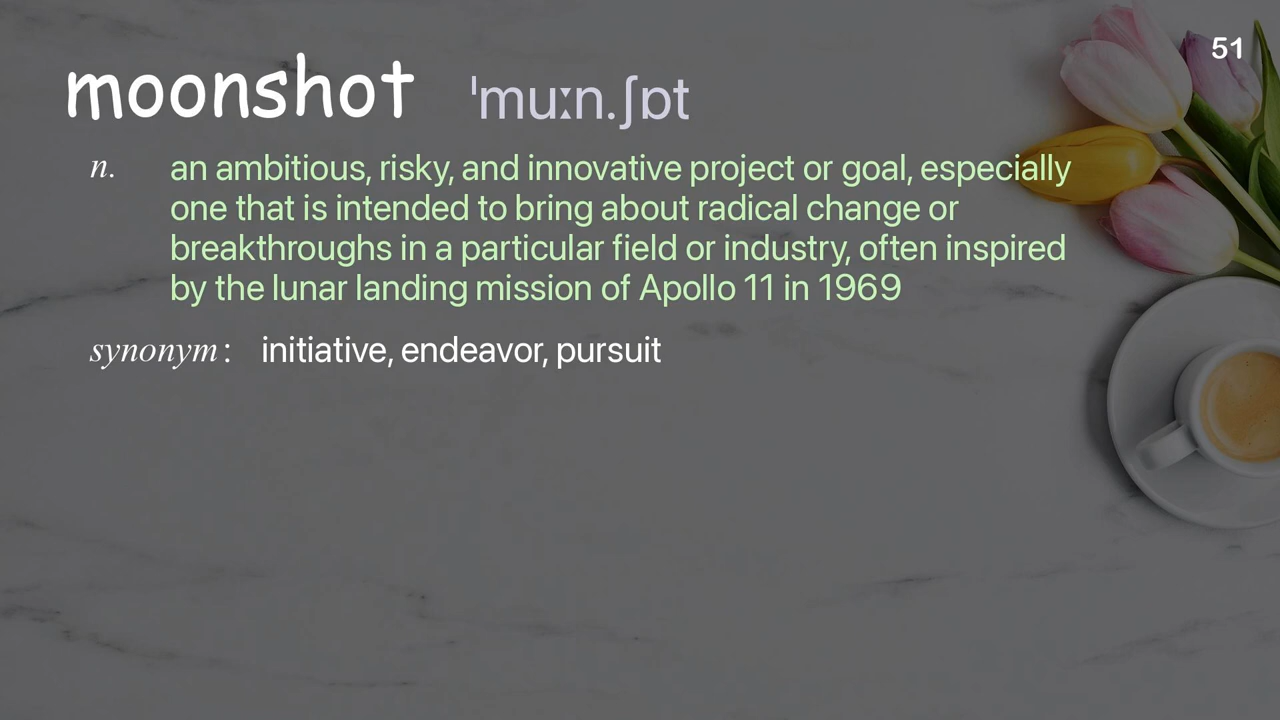 51
moonshot ˈmuːn.ʃɒt
n. an ambitious, risky, and innovative project or goal, especially
one that is intended to bring about radical change or
breakthroughs in a particular field or industry, often inspired
by the lunar landing mission of Apollo 11 in 1969
synonym : initiative, endeavor, pursuit